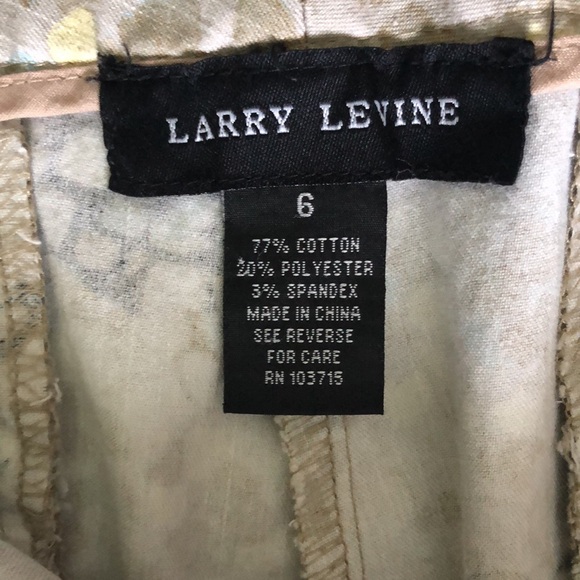 LARRY LEVINE
6
77% COTTON
20% POLYESTER
3% SPANDEX
MADE IN CHINA
SEE REVERSE
FOR CARE
RN 103715